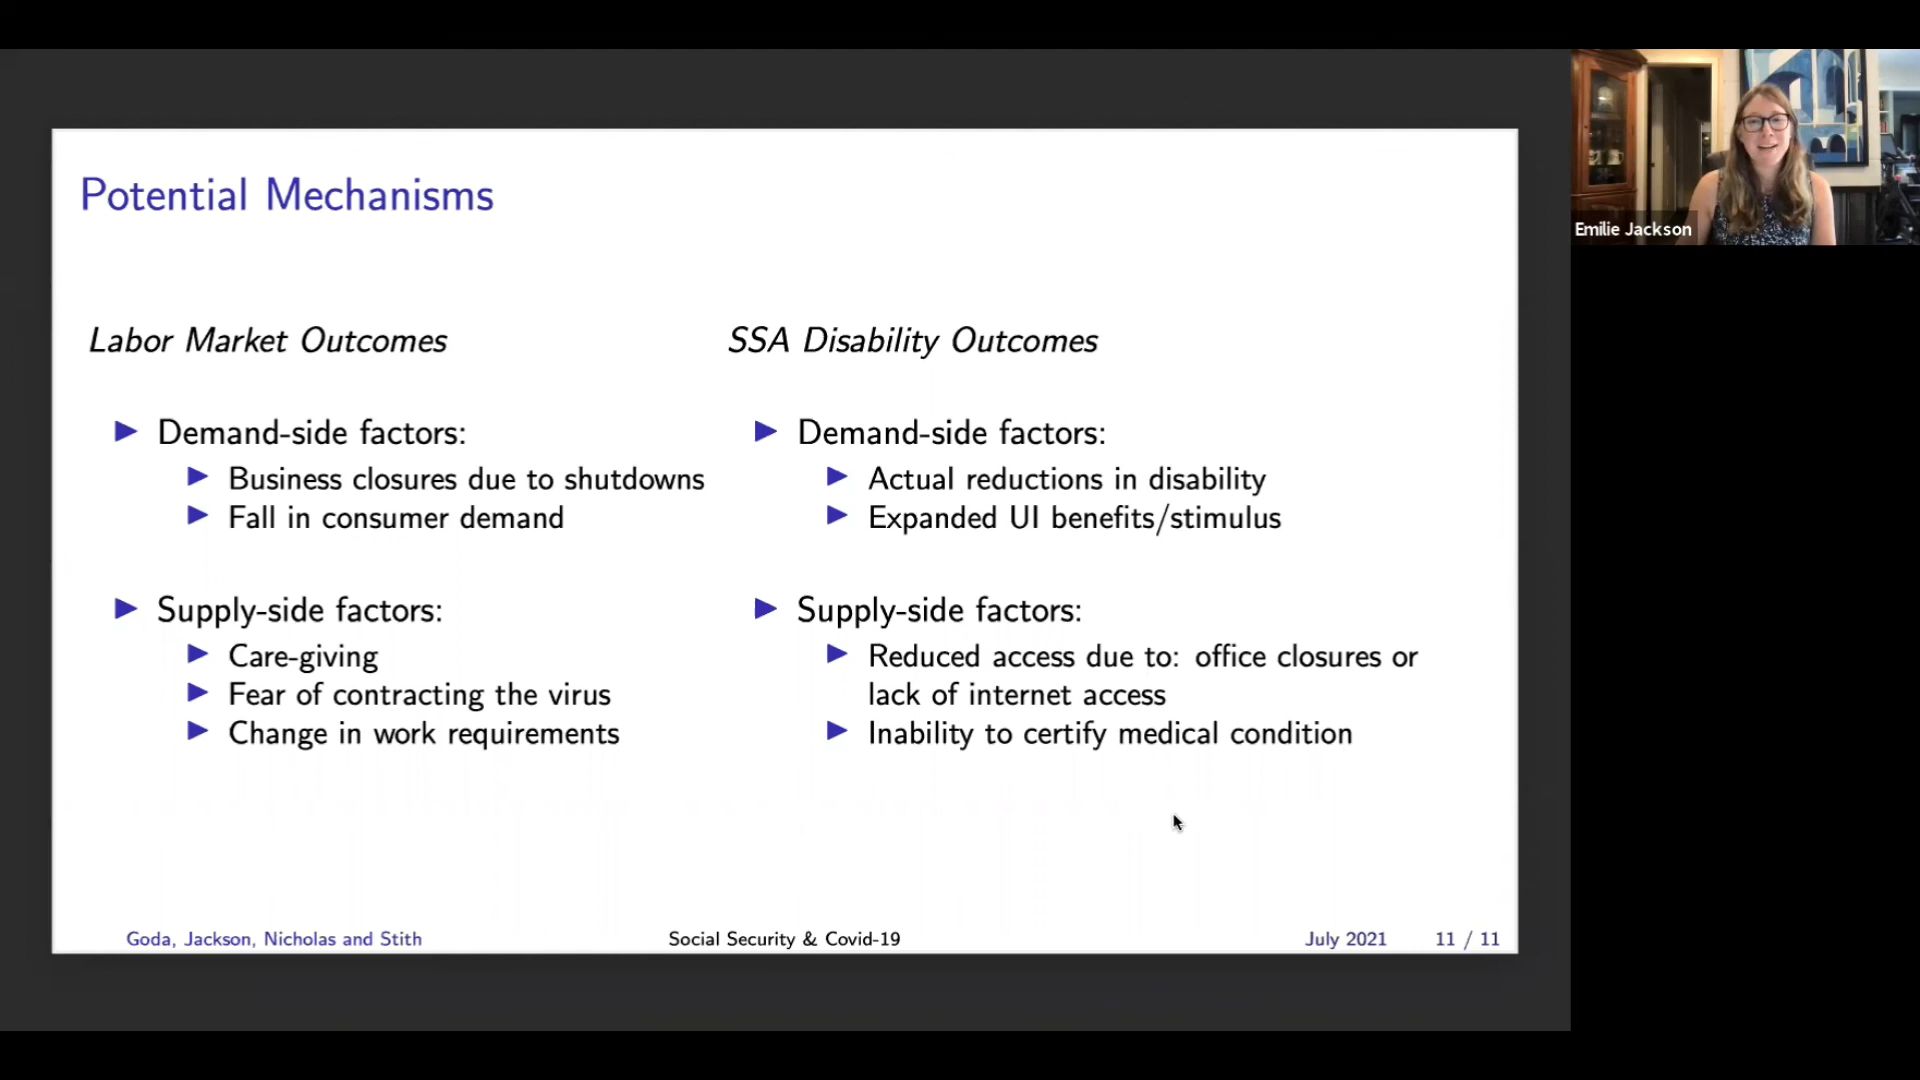 Potential Mechanisms
Labor Market Outcomes
Demand-side factors:
Business closures due to shutdowns
Fall in consumer demand
Supply-side factors:
Care-giving
Fear of contracting the virus
Change in work requirements
SSA Disability Outcomes
Demand-side factors:
Actual reductions in disability
Expanded UI benefits/stimulus
Supply-side factors:
Reduced access due to: office closures or
lack of internet access
Inability to certify medical condition
Goda, Jackson, Nicholas and Stith
Social Security & Covid-19
July 2021
11 / 11
Emilie Jackson